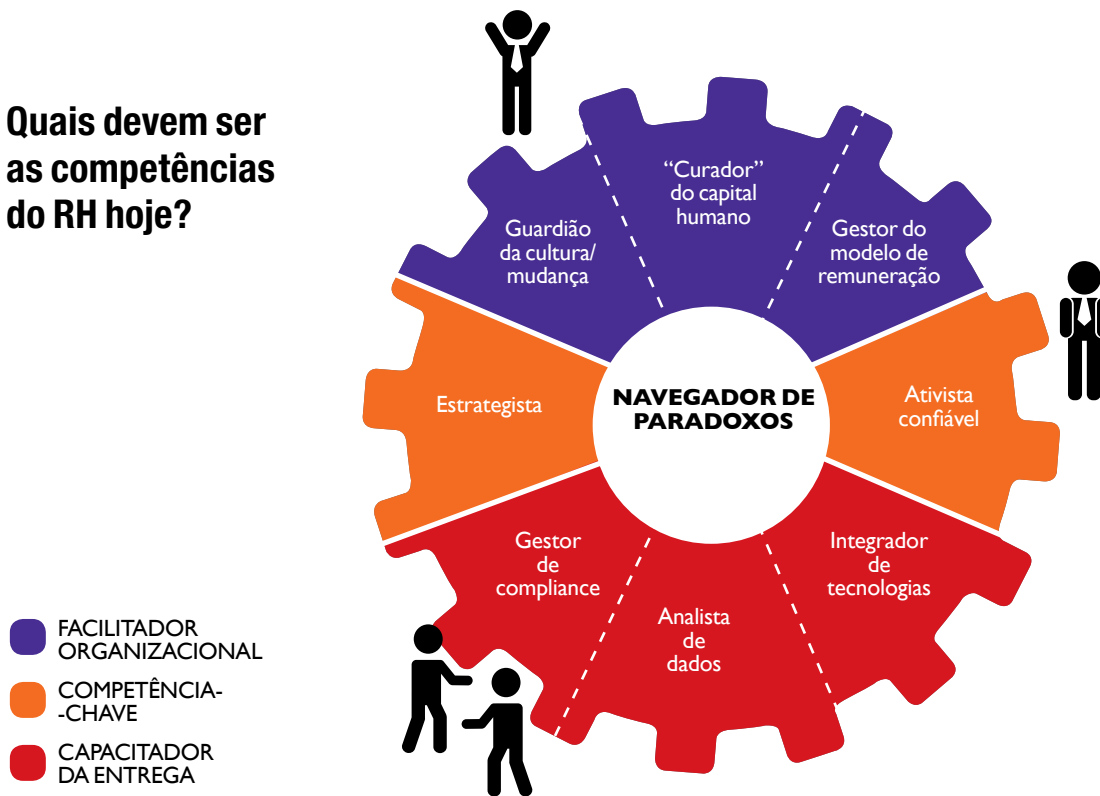 Quais devem ser
as competências
do RH hoje?
Guardião
da cultura/
mudança
“Curador”
do capital
humano
Gestor do
modelo de
remuneração
Estrategista
NAVEGADOR DE
PARADOXOS
Ativista
confiável
Gestor
de
compliance
Analista
de
dados
Integrador
de
tecnologias
FACILITADOR
ORGANIZACIONAL
COMPETÊNCIA-
-CHAVE
CAPACITADOR
DA ENTREGA